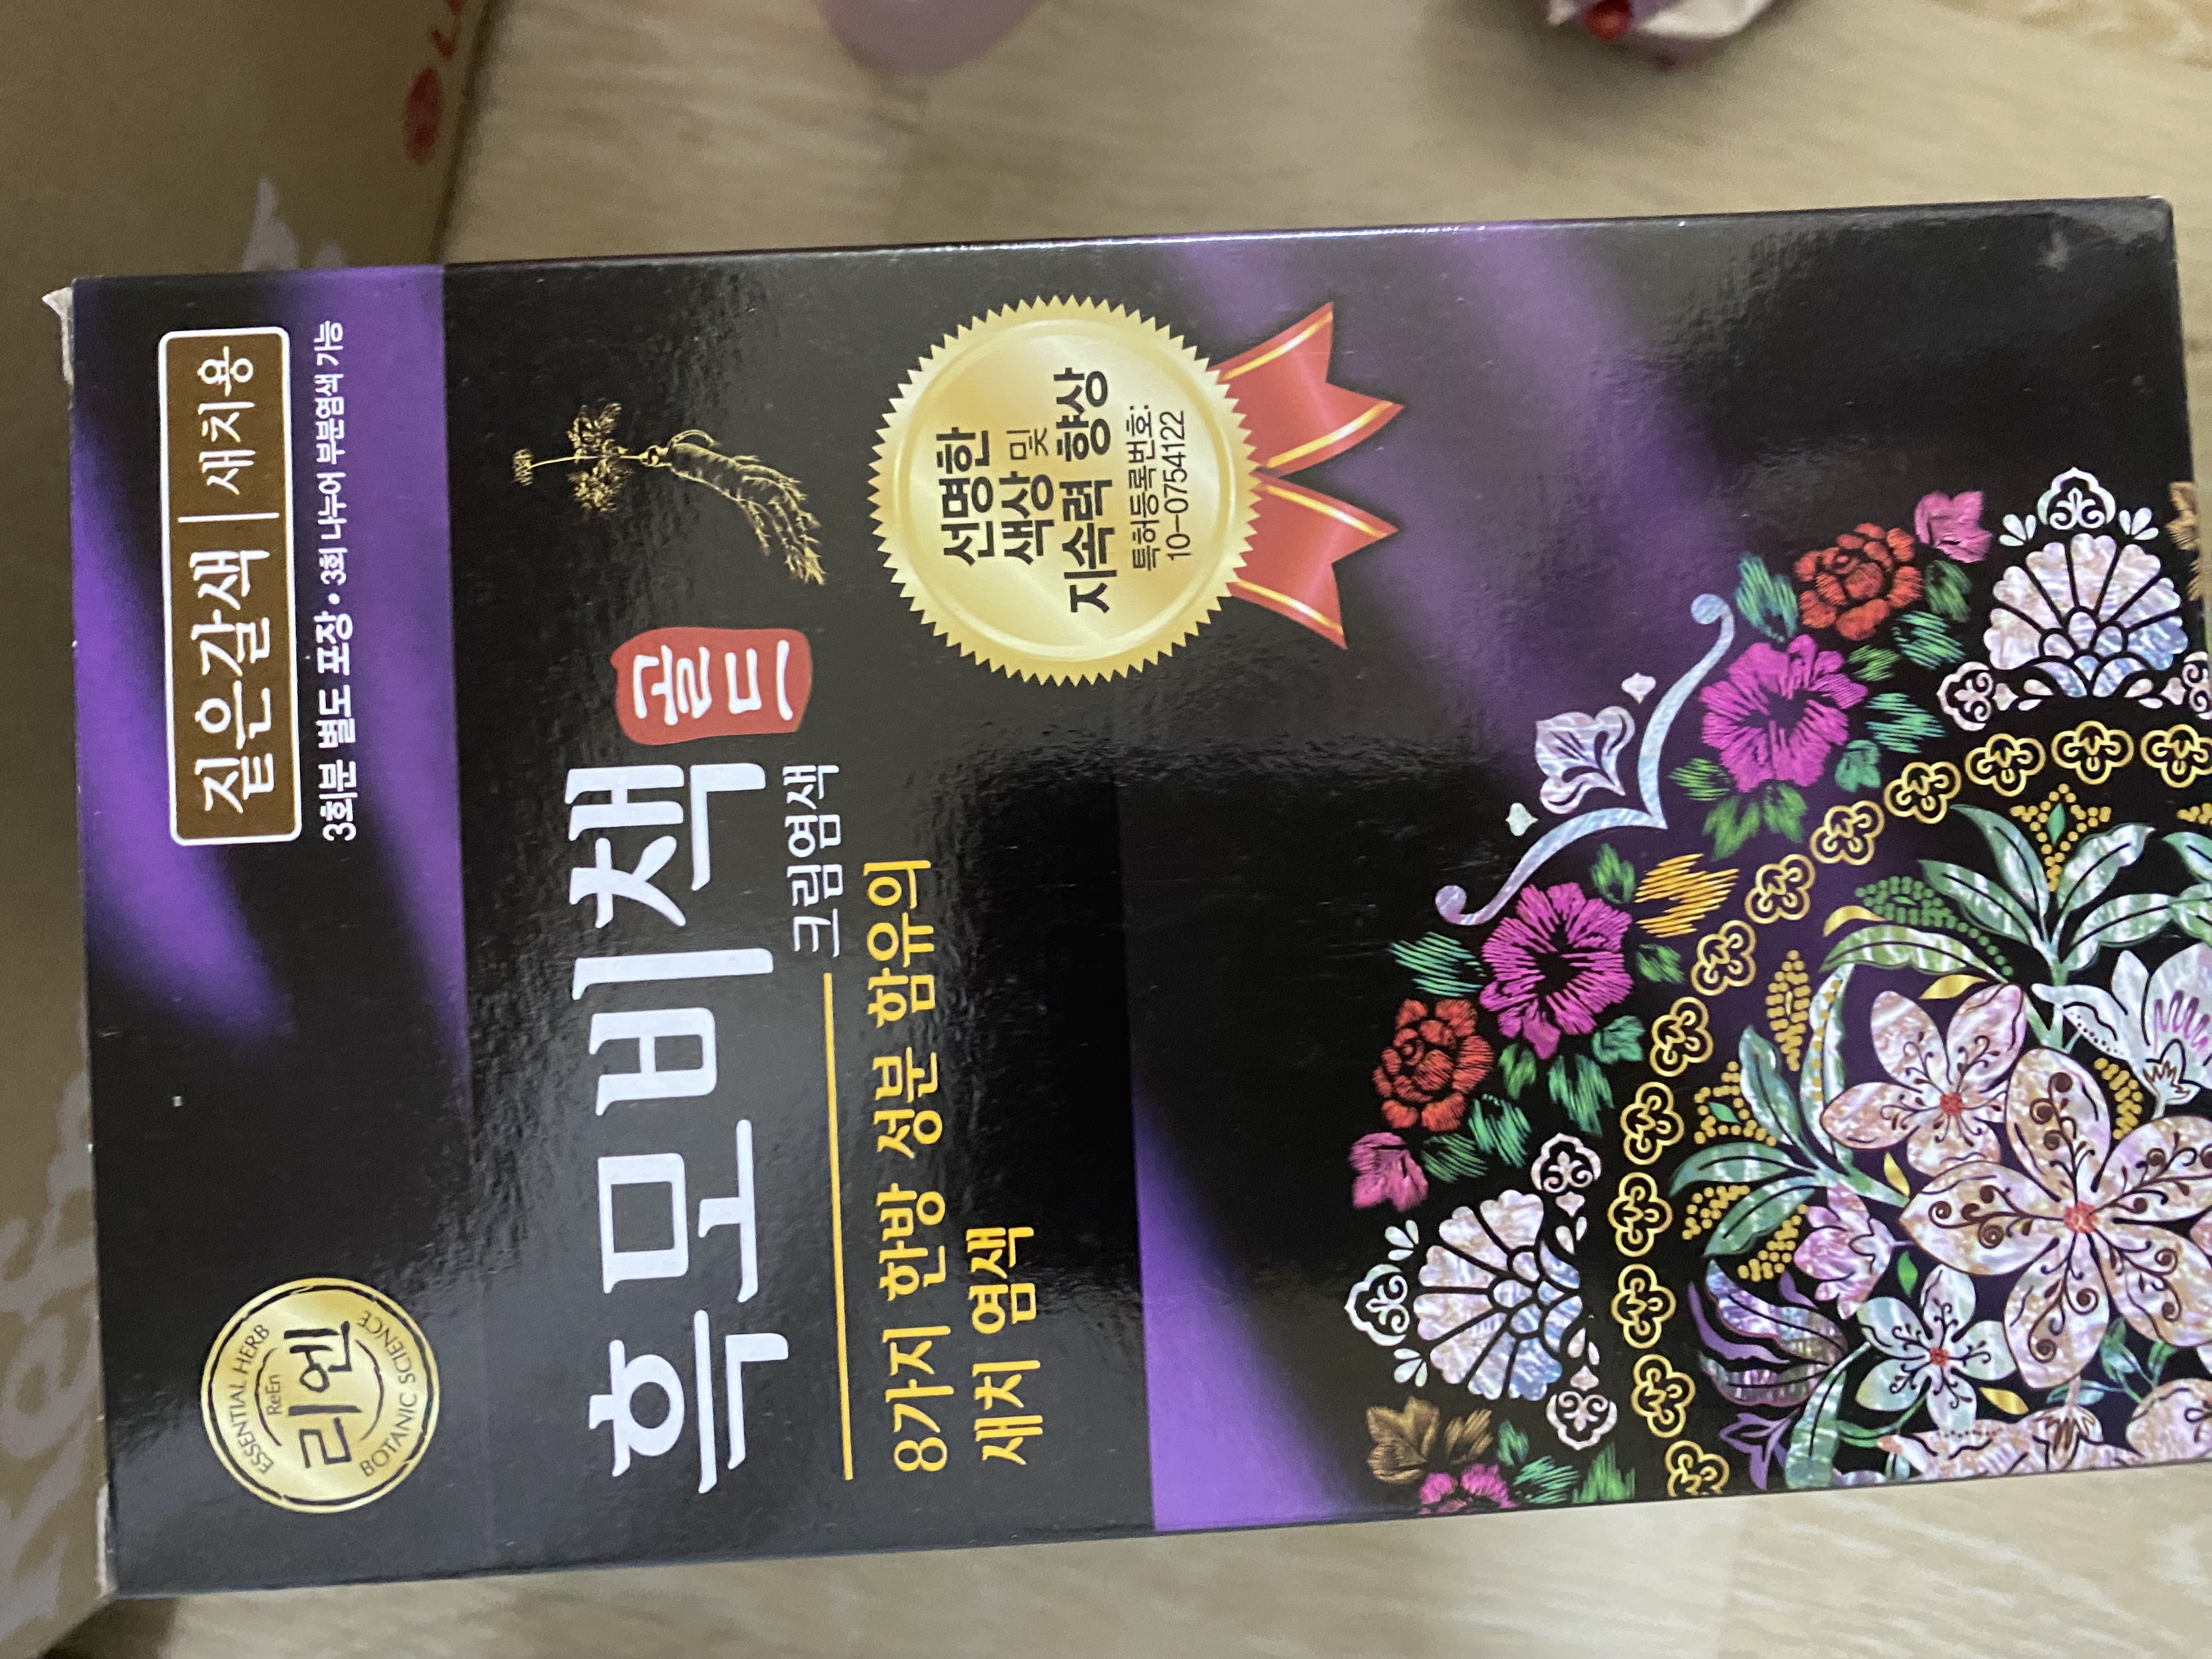 ESSENTIAL HERB
ReEn
리엔
BOTANIC SCIENCE
짙은갈색 | 새치용
3회분 별도 포장 • 3회 나누어 부분염색 가능
흑모비책 골드
크림염색
8가지 한방 성분 함유의
새치 염색
선명한
색상 및
지속력 향상
특허등록번호:
10-0754122